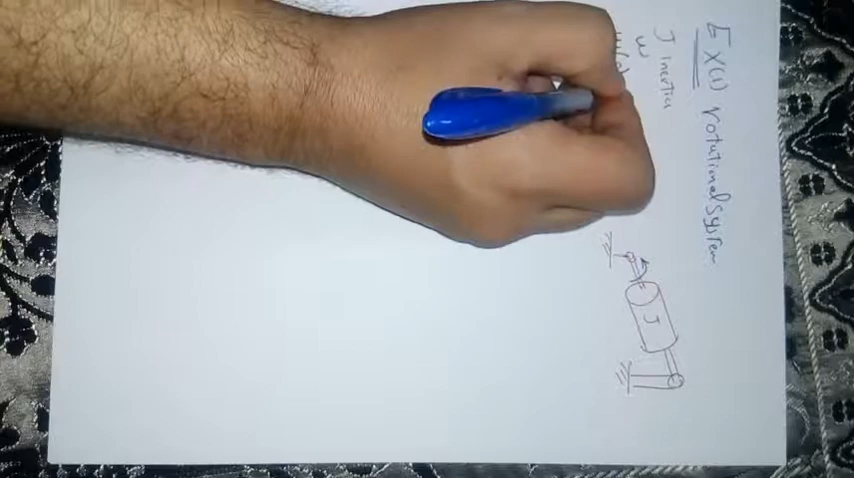 Ex(1) rotational system
J inertia
w
J